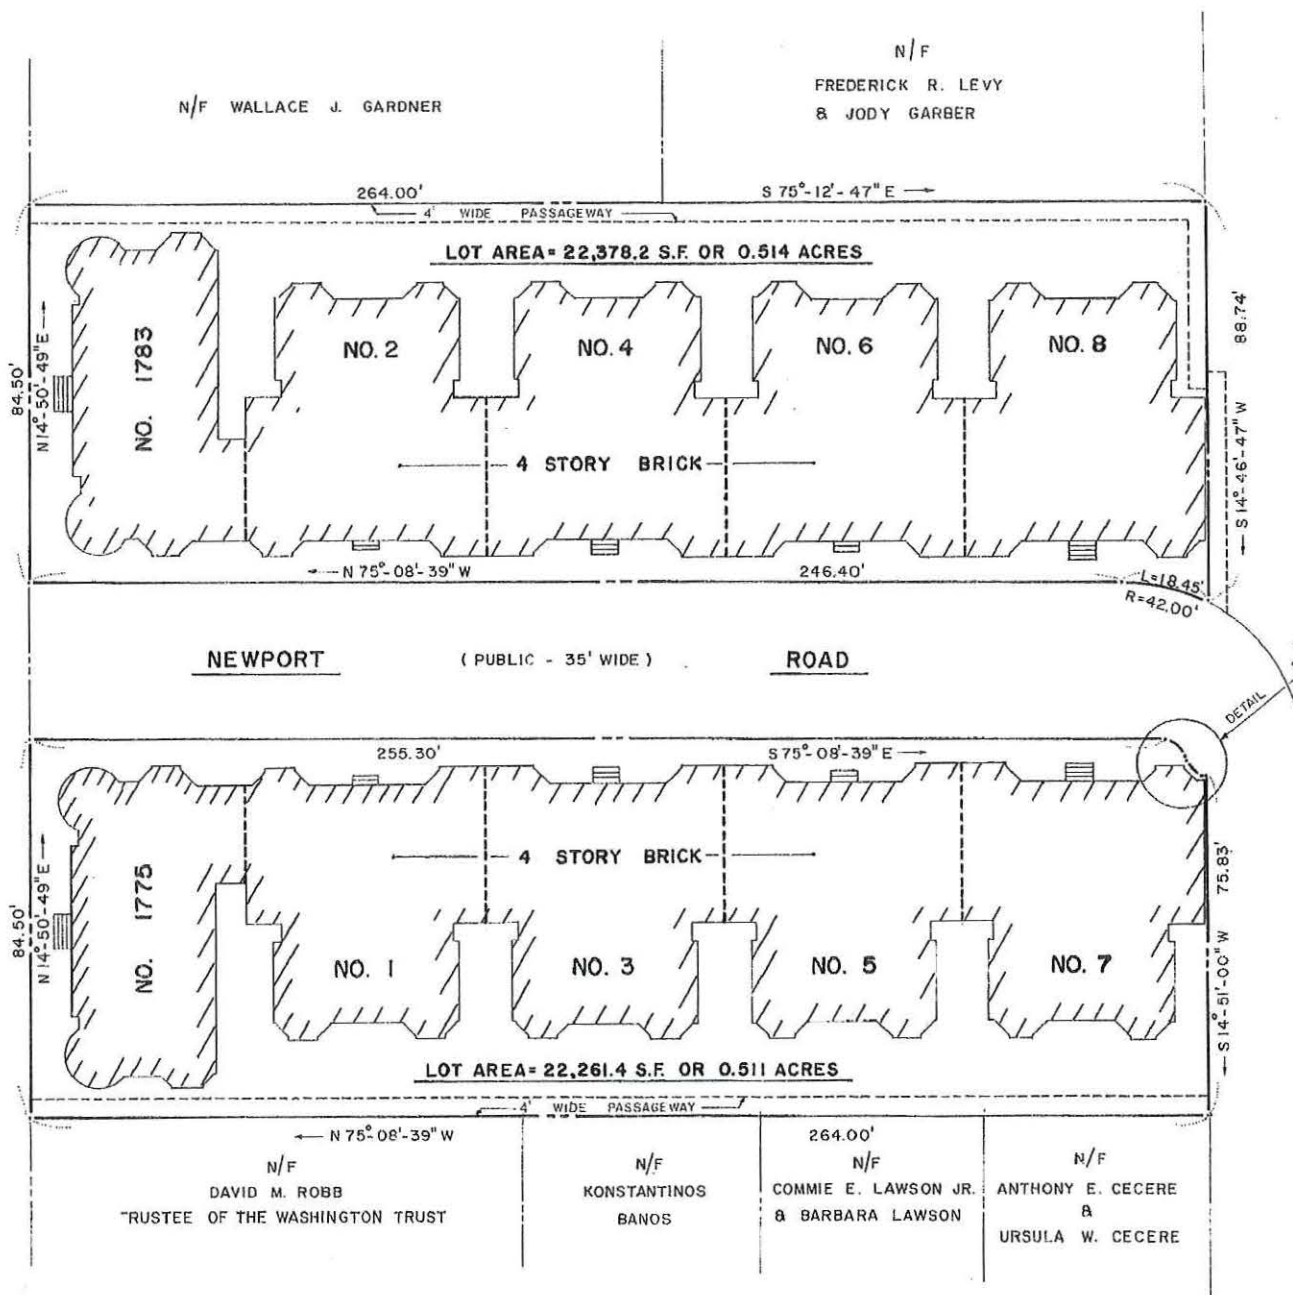 N/F WALLACE J. GARDNER
N/F
FREDERICK R. LEVY
& JODY GARBER
264.00'
S 75°-12'-47" E
4' WIDE PASSAGEWAY
LOT AREA= 22,378.2 S.F. OR 0.514 ACRES
84.50'
N 14°-50'-49" E
NO. 1783
NO. 2
NO. 4
NO. 6
NO. 8
88.74'
S 14°-46'-47" W
4 STORY BRICK
N 75°-08'-39" W
246.40'
L=18.45'
R=42.00'
NEWPORT
( PUBLIC - 35' WIDE )
ROAD
DETAIL
255.30'
S 75°-08'-39" E
84.50'
N 14°-50'-49" E
NO. 1775
4 STORY BRICK
NO. 1
NO. 3
NO. 5
NO. 7
75.83'
S 14°-51'-00" W
LOT AREA= 22,261.4 S.F. OR 0.511 ACRES
4' WIDE PASSAGEWAY
N 75°-08'-39" W
264.00'
N/F
DAVID M. ROBB
TRUSTEE OF THE WASHINGTON TRUST
N/F
KONSTANTINOS
BANOS
N/F
COMMIE E. LAWSON JR.
& BARBARA LAWSON
N/F
ANTHONY E. CECERE
&
URSULA W. CECERE